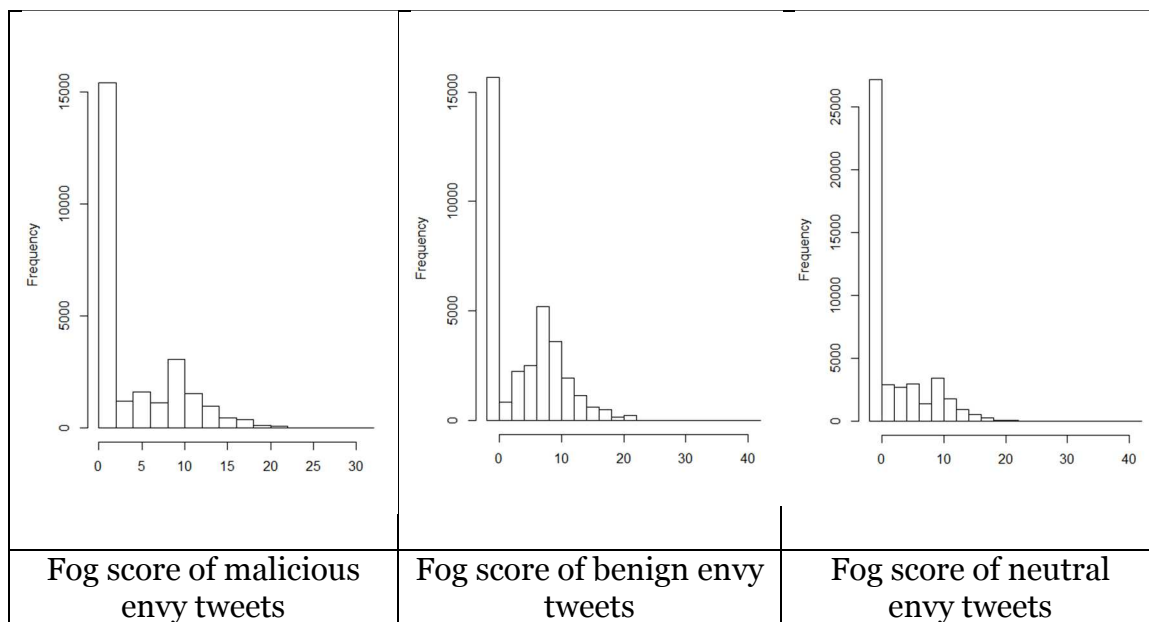 Frequency
15000
10000
5000
0
0 5 10 15 20 25 30
Frequency
15000
10000
5000
0
0 10 20 30 40
Frequency
25000
20000
15000
10000
5000
0
0 10 20 30 40
Fog score of malicious
envy tweets
Fog score of benign envy
tweets
Fog score of neutral
envy tweets